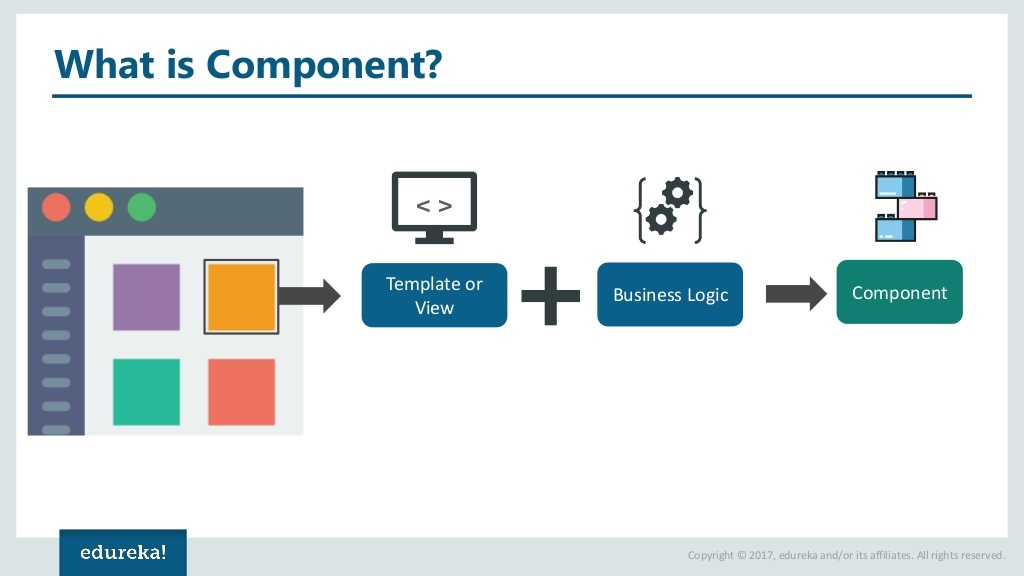 What is Component?
< >
Template or
View
Business Logic
Component
edureka!
Copyright © 2017, edureka and/or its affiliates. All rights reserved.